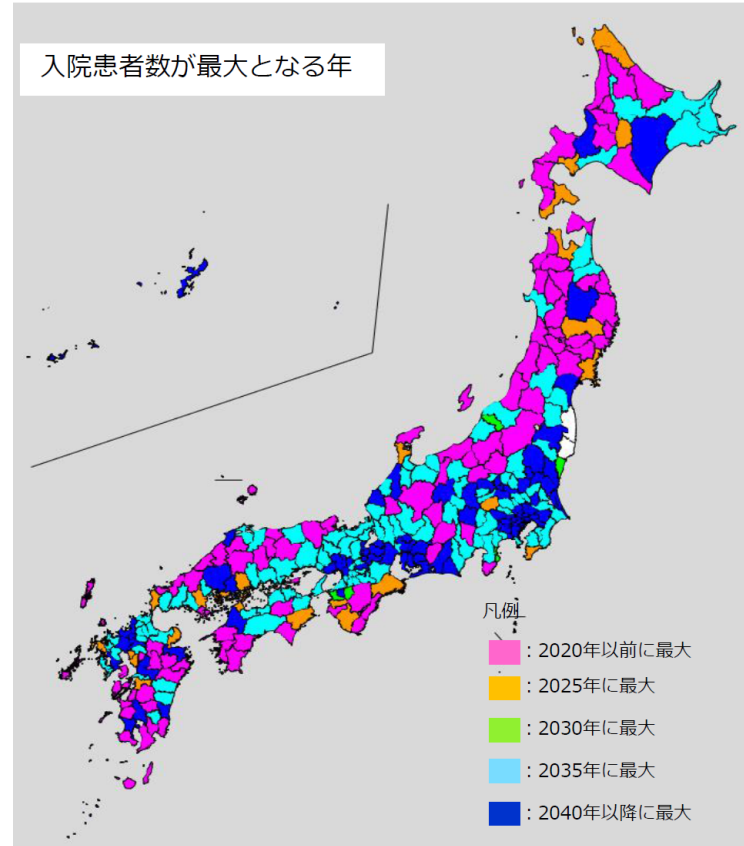 入院患者数が最大となる年
凡例
：2020年以前に最大
：2025年に最大
：2030年に最大
：2035年に最大
：2040年以降に最大